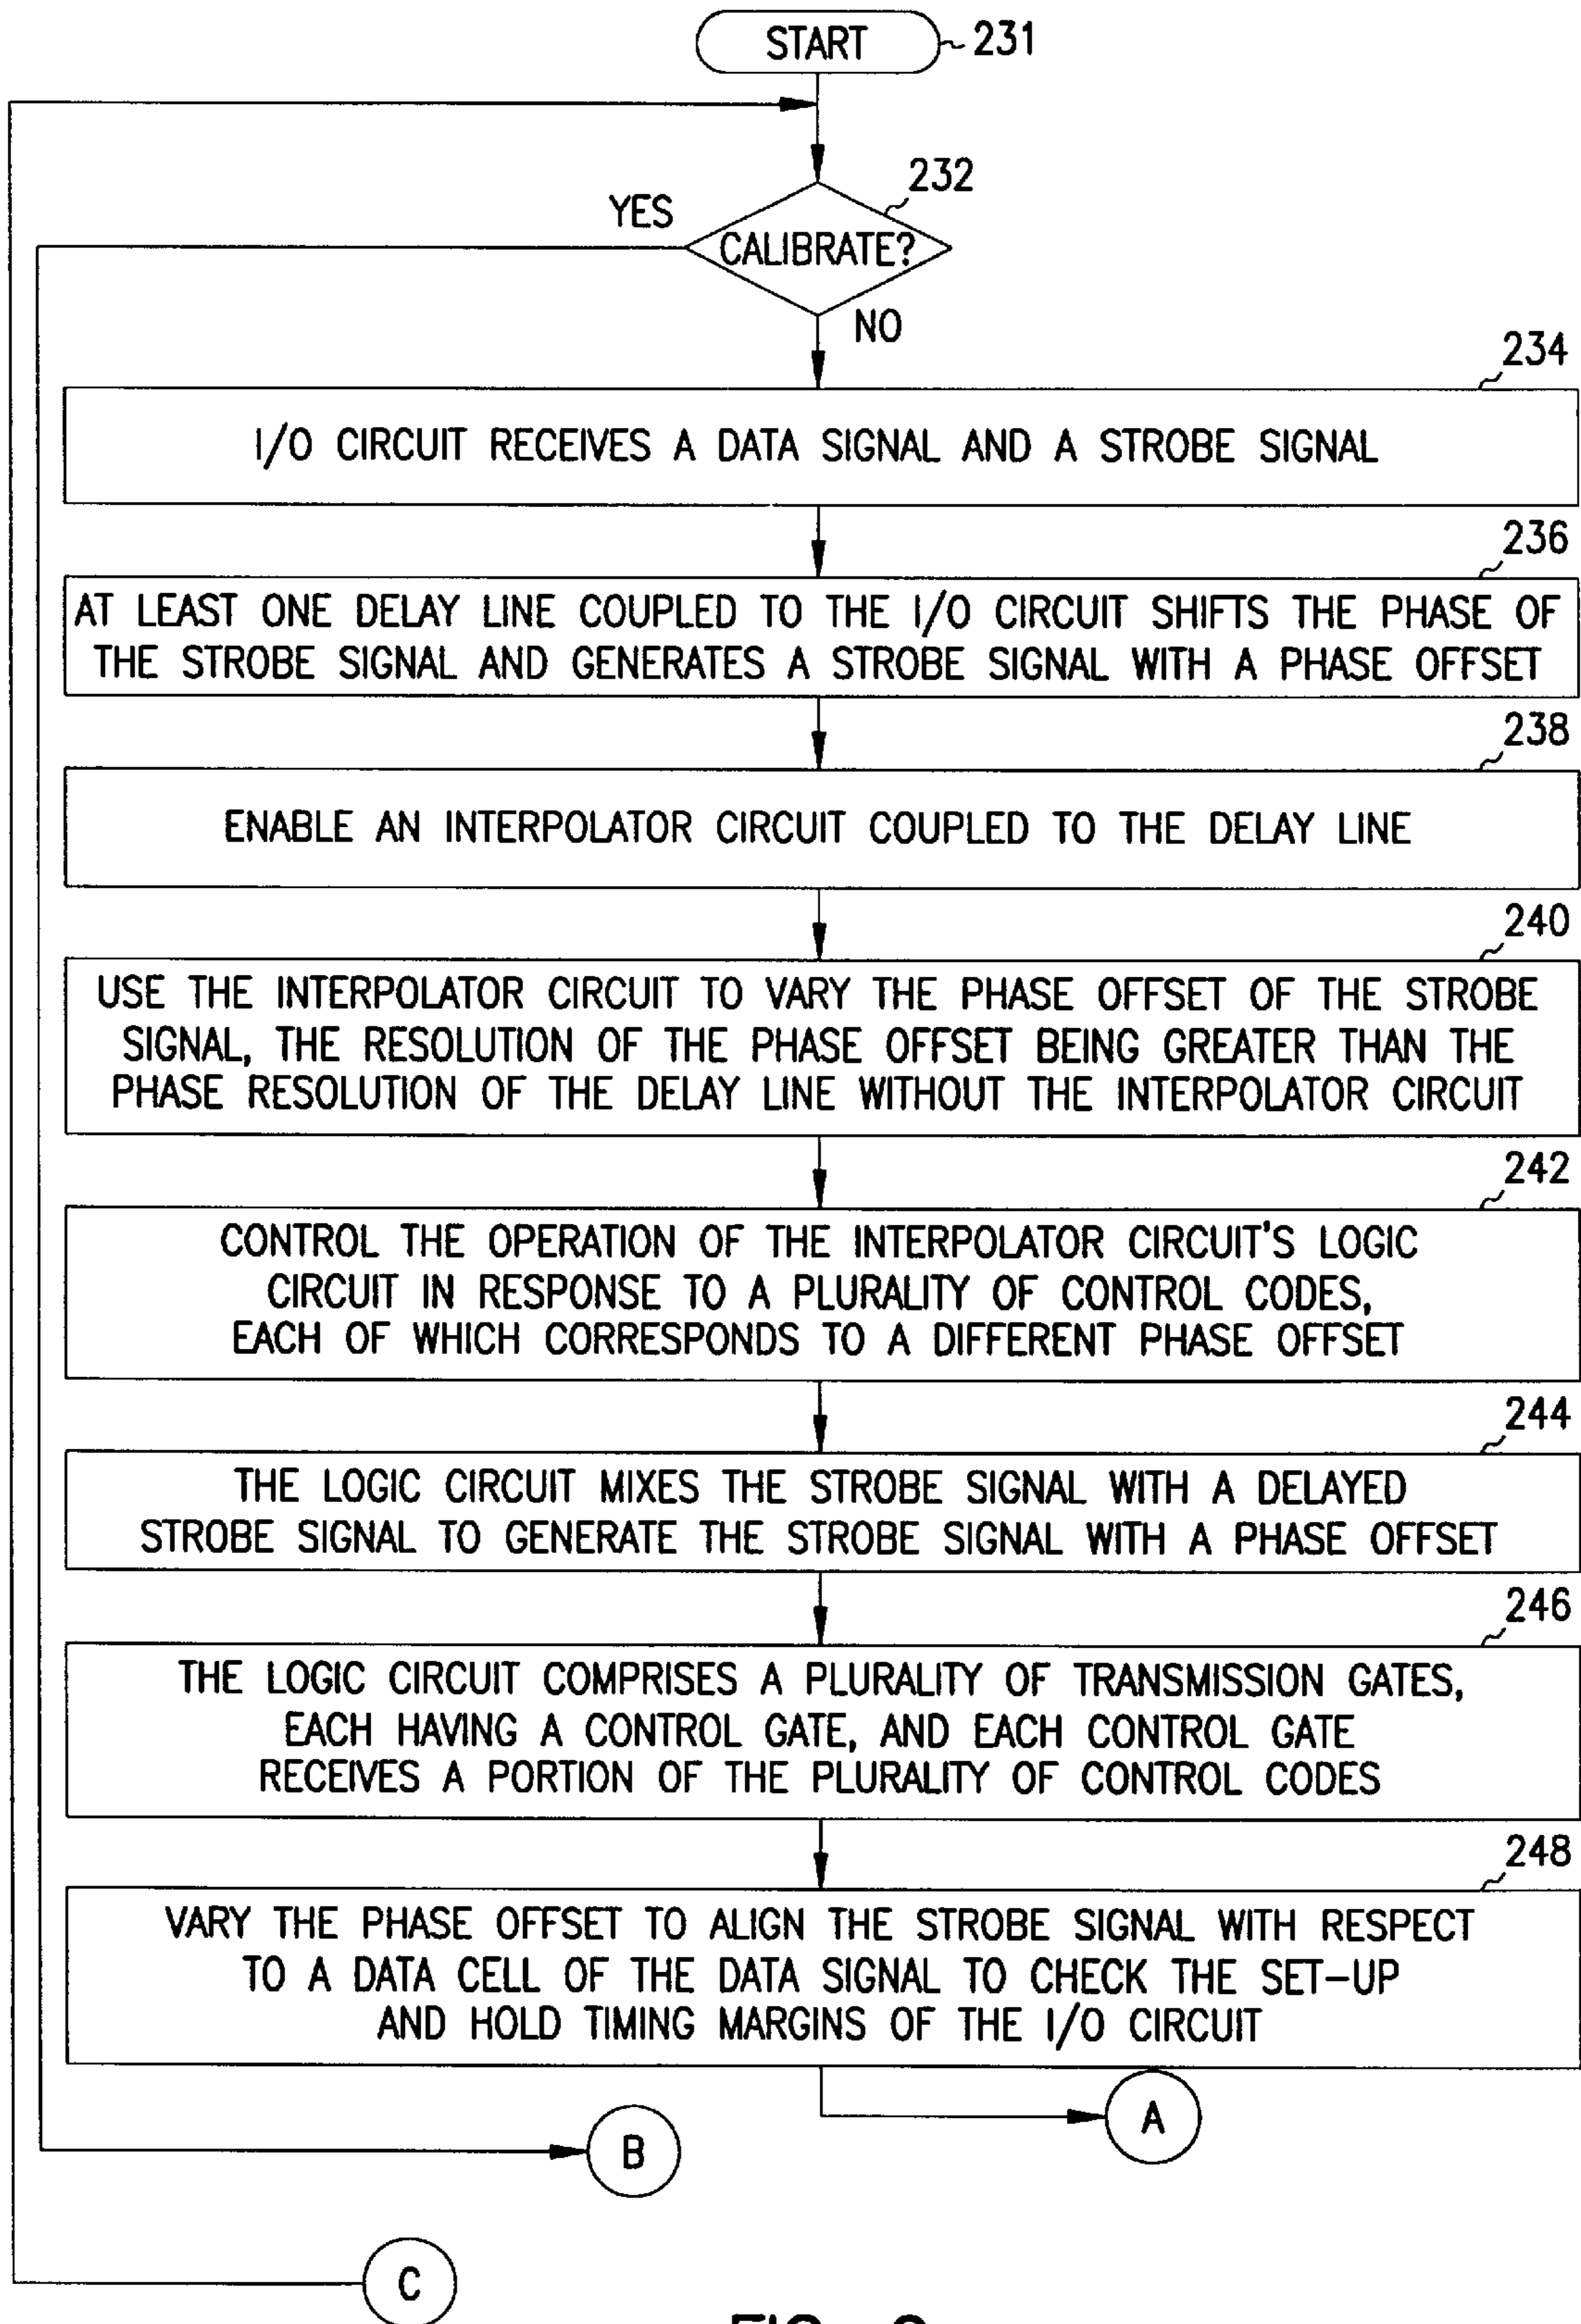 START 231
232
YES
CALIBRATE?
NO
234
I/O CIRCUIT RECEIVES A DATA SIGNAL AND A STROBE SIGNAL
236
AT LEAST ONE DELAY LINE COUPLED TO THE I/O CIRCUIT SHIFTS THE PHASE OF
THE STROBE SIGNAL AND GENERATES A STROBE SIGNAL WITH A PHASE OFFSET
238
ENABLE AN INTERPOLATOR CIRCUIT COUPLED TO THE DELAY LINE
240
USE THE INTERPOLATOR CIRCUIT TO VARY THE PHASE OFFSET OF THE STROBE
SIGNAL, THE RESOLUTION OF THE PHASE OFFSET BEING GREATER THAN THE
PHASE RESOLUTION OF THE DELAY LINE WITHOUT THE INTERPOLATOR CIRCUIT
242
CONTROL THE OPERATION OF THE INTERPOLATOR CIRCUIT'S LOGIC
CIRCUIT IN RESPONSE TO A PLURALITY OF CONTROL CODES,
EACH OF WHICH CORRESPONDS TO A DIFFERENT PHASE OFFSET
244
THE LOGIC CIRCUIT MIXES THE STROBE SIGNAL WITH A DELAYED
STROBE SIGNAL TO GENERATE THE STROBE SIGNAL WITH A PHASE OFFSET
246
THE LOGIC CIRCUIT COMPRISES A PLURALITY OF TRANSMISSION GATES,
EACH HAVING A CONTROL GATE, AND EACH CONTROL GATE
RECEIVES A PORTION OF THE PLURALITY OF CONTROL CODES
248
VARY THE PHASE OFFSET TO ALIGN THE STROBE SIGNAL WITH RESPECT
TO A DATA CELL OF THE DATA SIGNAL TO CHECK THE SET-UP
AND HOLD TIMING MARGINS OF THE I/O CIRCUIT
A
B
C